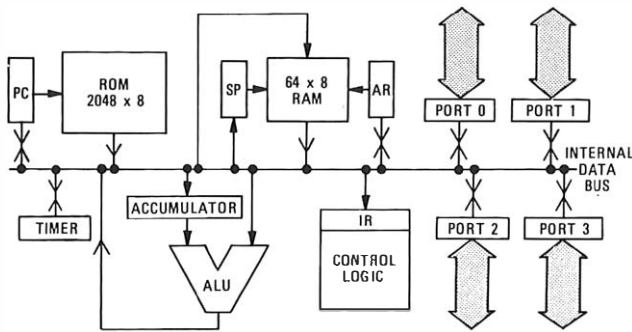 PC
ROM
2048 x 8
SP
64 x 8
RAM
AR
PORT 0
PORT 1
INTERNAL
DATA
BUS
TIMER
ACCUMULATOR
ALU
IR
CONTROL
LOGIC
PORT 2
PORT 3